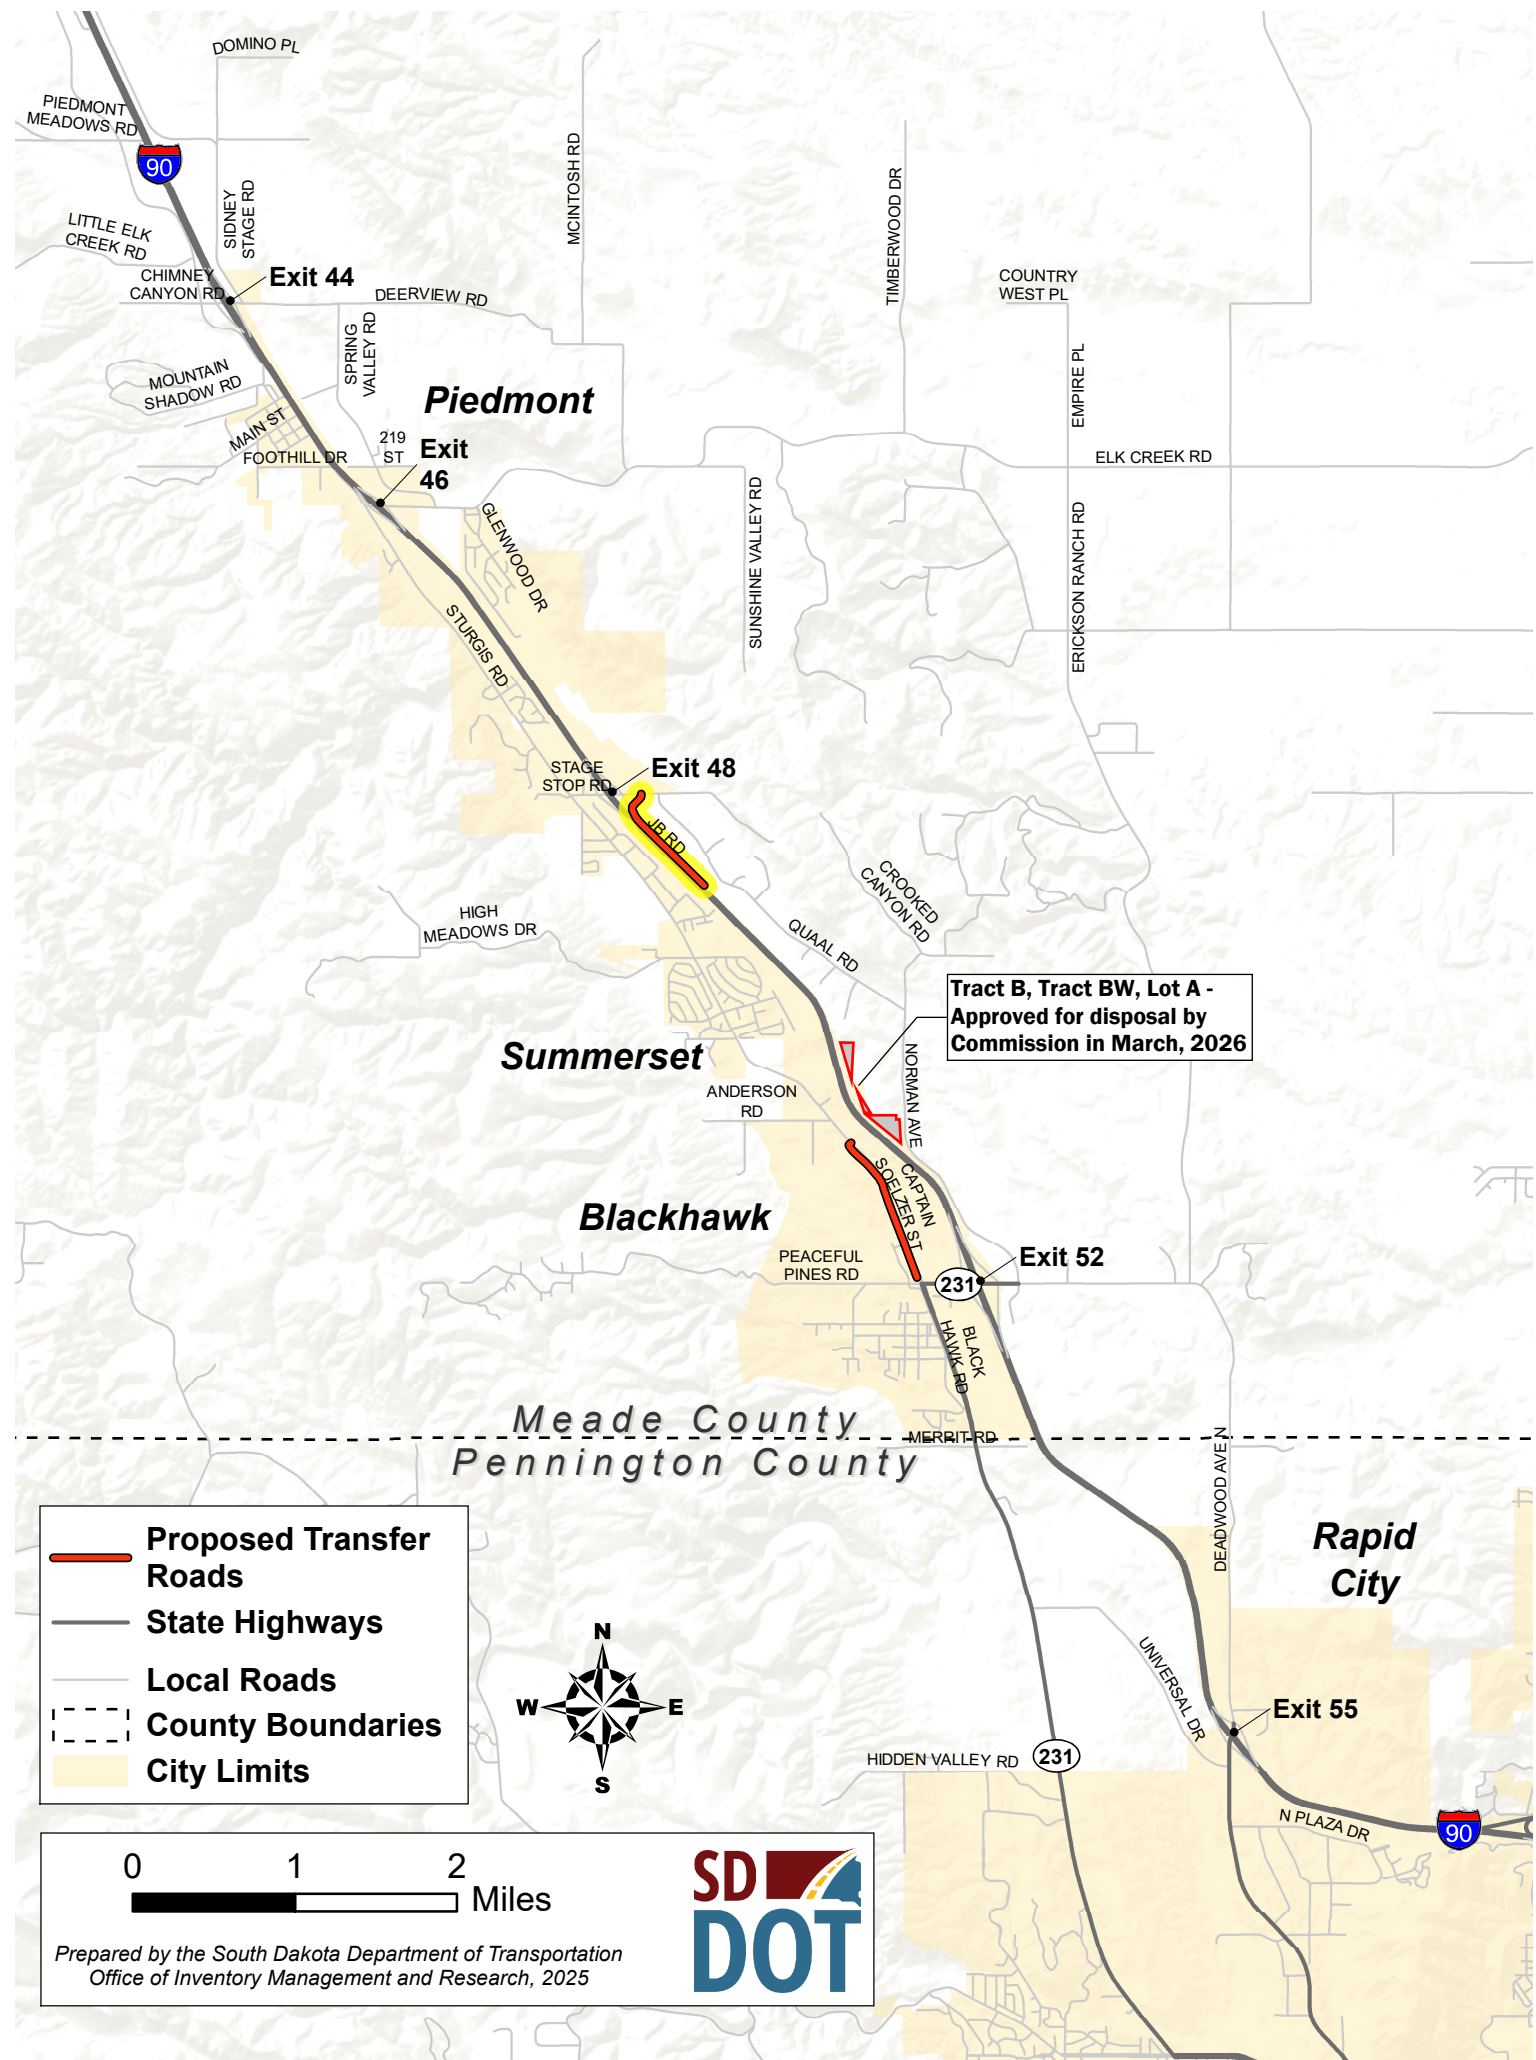 DOMINO PL
PIEDMONT
MEADOWS RD
90
MCINTOSH RD
TIMBERWOOD DR
SIDNEY
STAGE RD
LITTLE ELK
CREEK RD
CHIMNEY
CANYON RD
Exit 44
DEERVIEW RD
COUNTRY
WEST PL
SPRING
VALLEY RD
EMPIRE PL
MOUNTAIN
SHADOW RD
Piedmont
MAIN ST
219
ST
Exit
46
FOOTHILL DR
ELK CREEK RD
GLENWOOD DR
SUNSHINE VALLEY RD
ERICKSON RANCH RD
STURGIS RD
STAGE
STOP RD
Exit 48
JB RD
CROOKED
CANYON RD
HIGH
MEADOWS DR
QUAAL RD
Tract B, Tract BW, Lot A -
Approved for disposal by
Commission in March, 2026
Summerset
NORMAN AVE
ANDERSON
RD
CAPTAIN
SOELZER ST
Blackhawk
PEACEFUL
PINES RD
Exit 52
231
BLACK
HAWK RD
Meade County
MERRIT RD
Pennington County
DEADWOOD AVE N
Rapid
City
Proposed Transfer
Roads
State Highways
Local Roads
County Boundaries
City Limits
N
W
E
S
UNIVERSAL DR
Exit 55
HIDDEN VALLEY RD
231
N PLAZA DR
90
0 1 2
Miles
SD
DOT
Prepared by the South Dakota Department of Transportation
Office of Inventory Management and Research, 2025